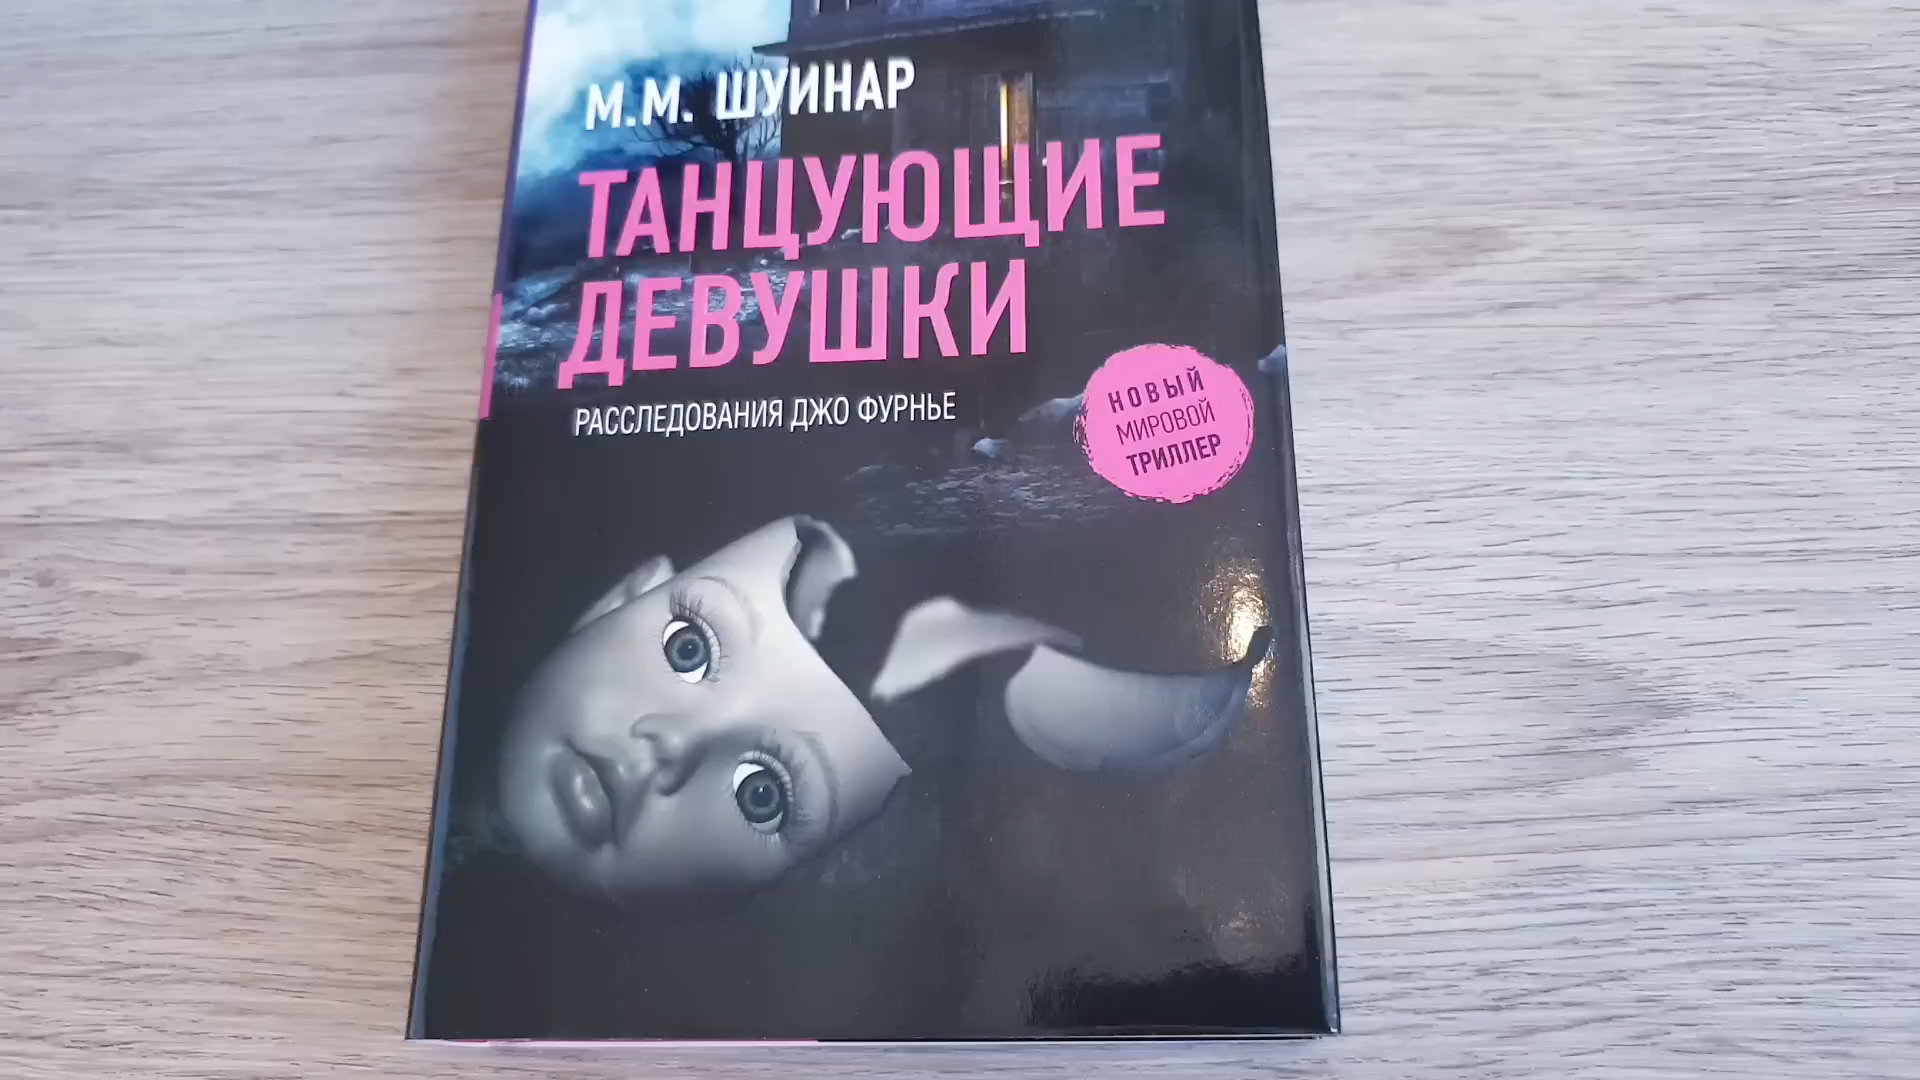 М.М. ШУИНАР
ТАНЦУЮЩИЕ
ДЕВУШКИ
РАССЛЕДОВАНИЯ ДЖО ФУРНЬЕ
НОВЫЙ
МИРОВОЙ
ТРИЛЛЕР